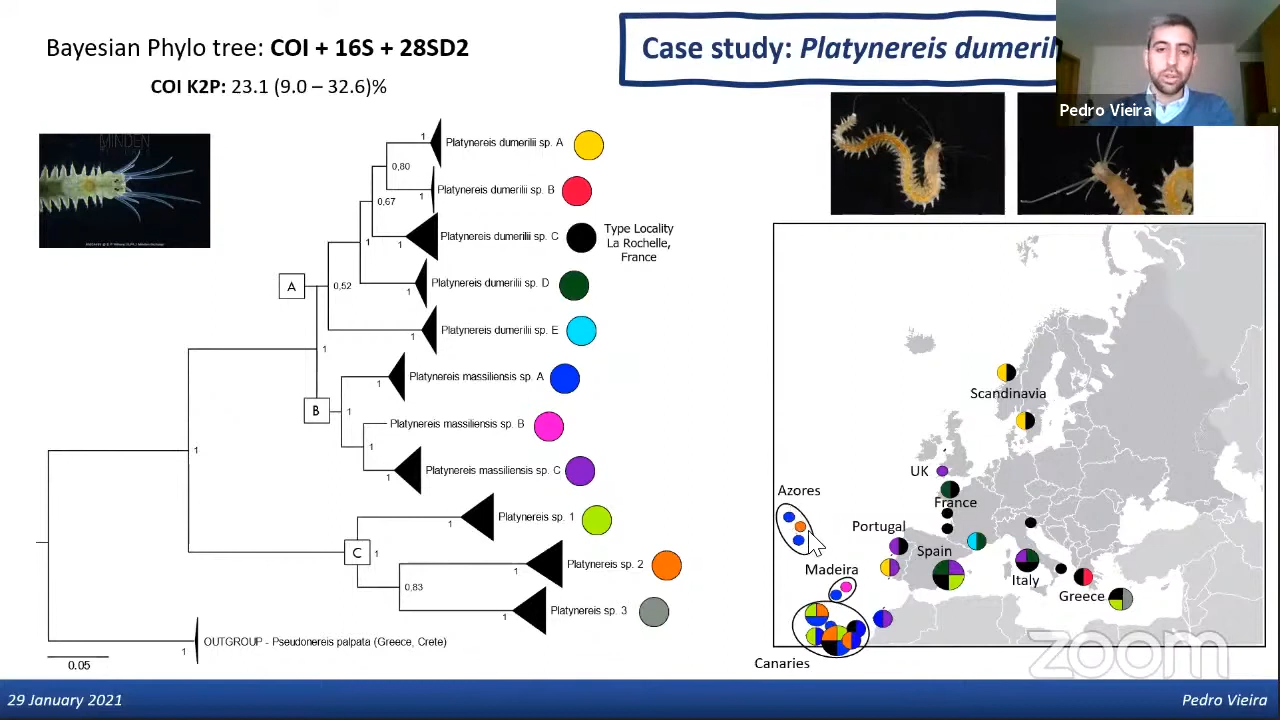 Bayesian Phylo tree: COI + 16S + 28SD2
COI K2P: 23.1 (9.0 – 32.6)%
Case study: Platynereis dumeril
Pedro Vieira
MINDEN
1
Platynereis dumerilii sp. A
0,80
1
Platynereis dumerilii sp. B
0,67
1
Platynereis dumerilii sp. C
Type Locality
La Rochelle,
France
1
1
Platynereis dumerilii sp. D
A
0,52
1
Platynereis dumerilii sp. E
1
1
Platynereis massiliensis sp. A
B
1
Platynereis massiliensis sp. B
1
1
Platynereis massiliensis sp. C
1
1
Platynereis sp. 1
C
1
1
Platynereis sp. 2
0,83
1
Platynereis sp. 3
1
OUTGROUP - Pseudonereis palpata (Greece, Crete)
0.05
Scandinavia
UK
France
Azores
Portugal
Spain
Madeira
Italy
Greece
Canaries
zoom
29 January 2021
Pedro Vieira